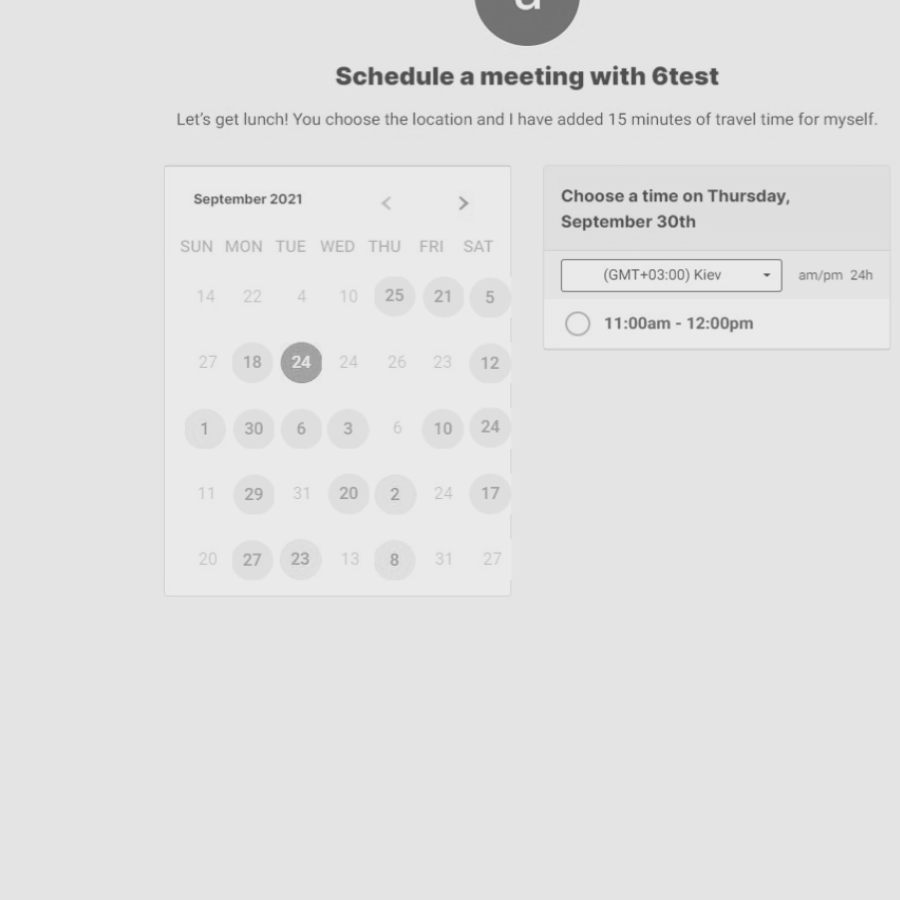 Schedule a meeting with 6test
Let's get lunch! You choose the location and I have added 15 minutes of travel time for myself.
September 2021
SUN MON TUE WED THU FRI SAT
14 22 4 10 25 21 5
27 18 24 24 26 23 12
1 30 6 3 6 10 24
11 29 31 20 2 24 17
20 27 23 13 8 31 27
Choose a time on Thursday,
September 30th
(GMT+03:00) Kiev am/pm 24h
11:00am - 12:00pm